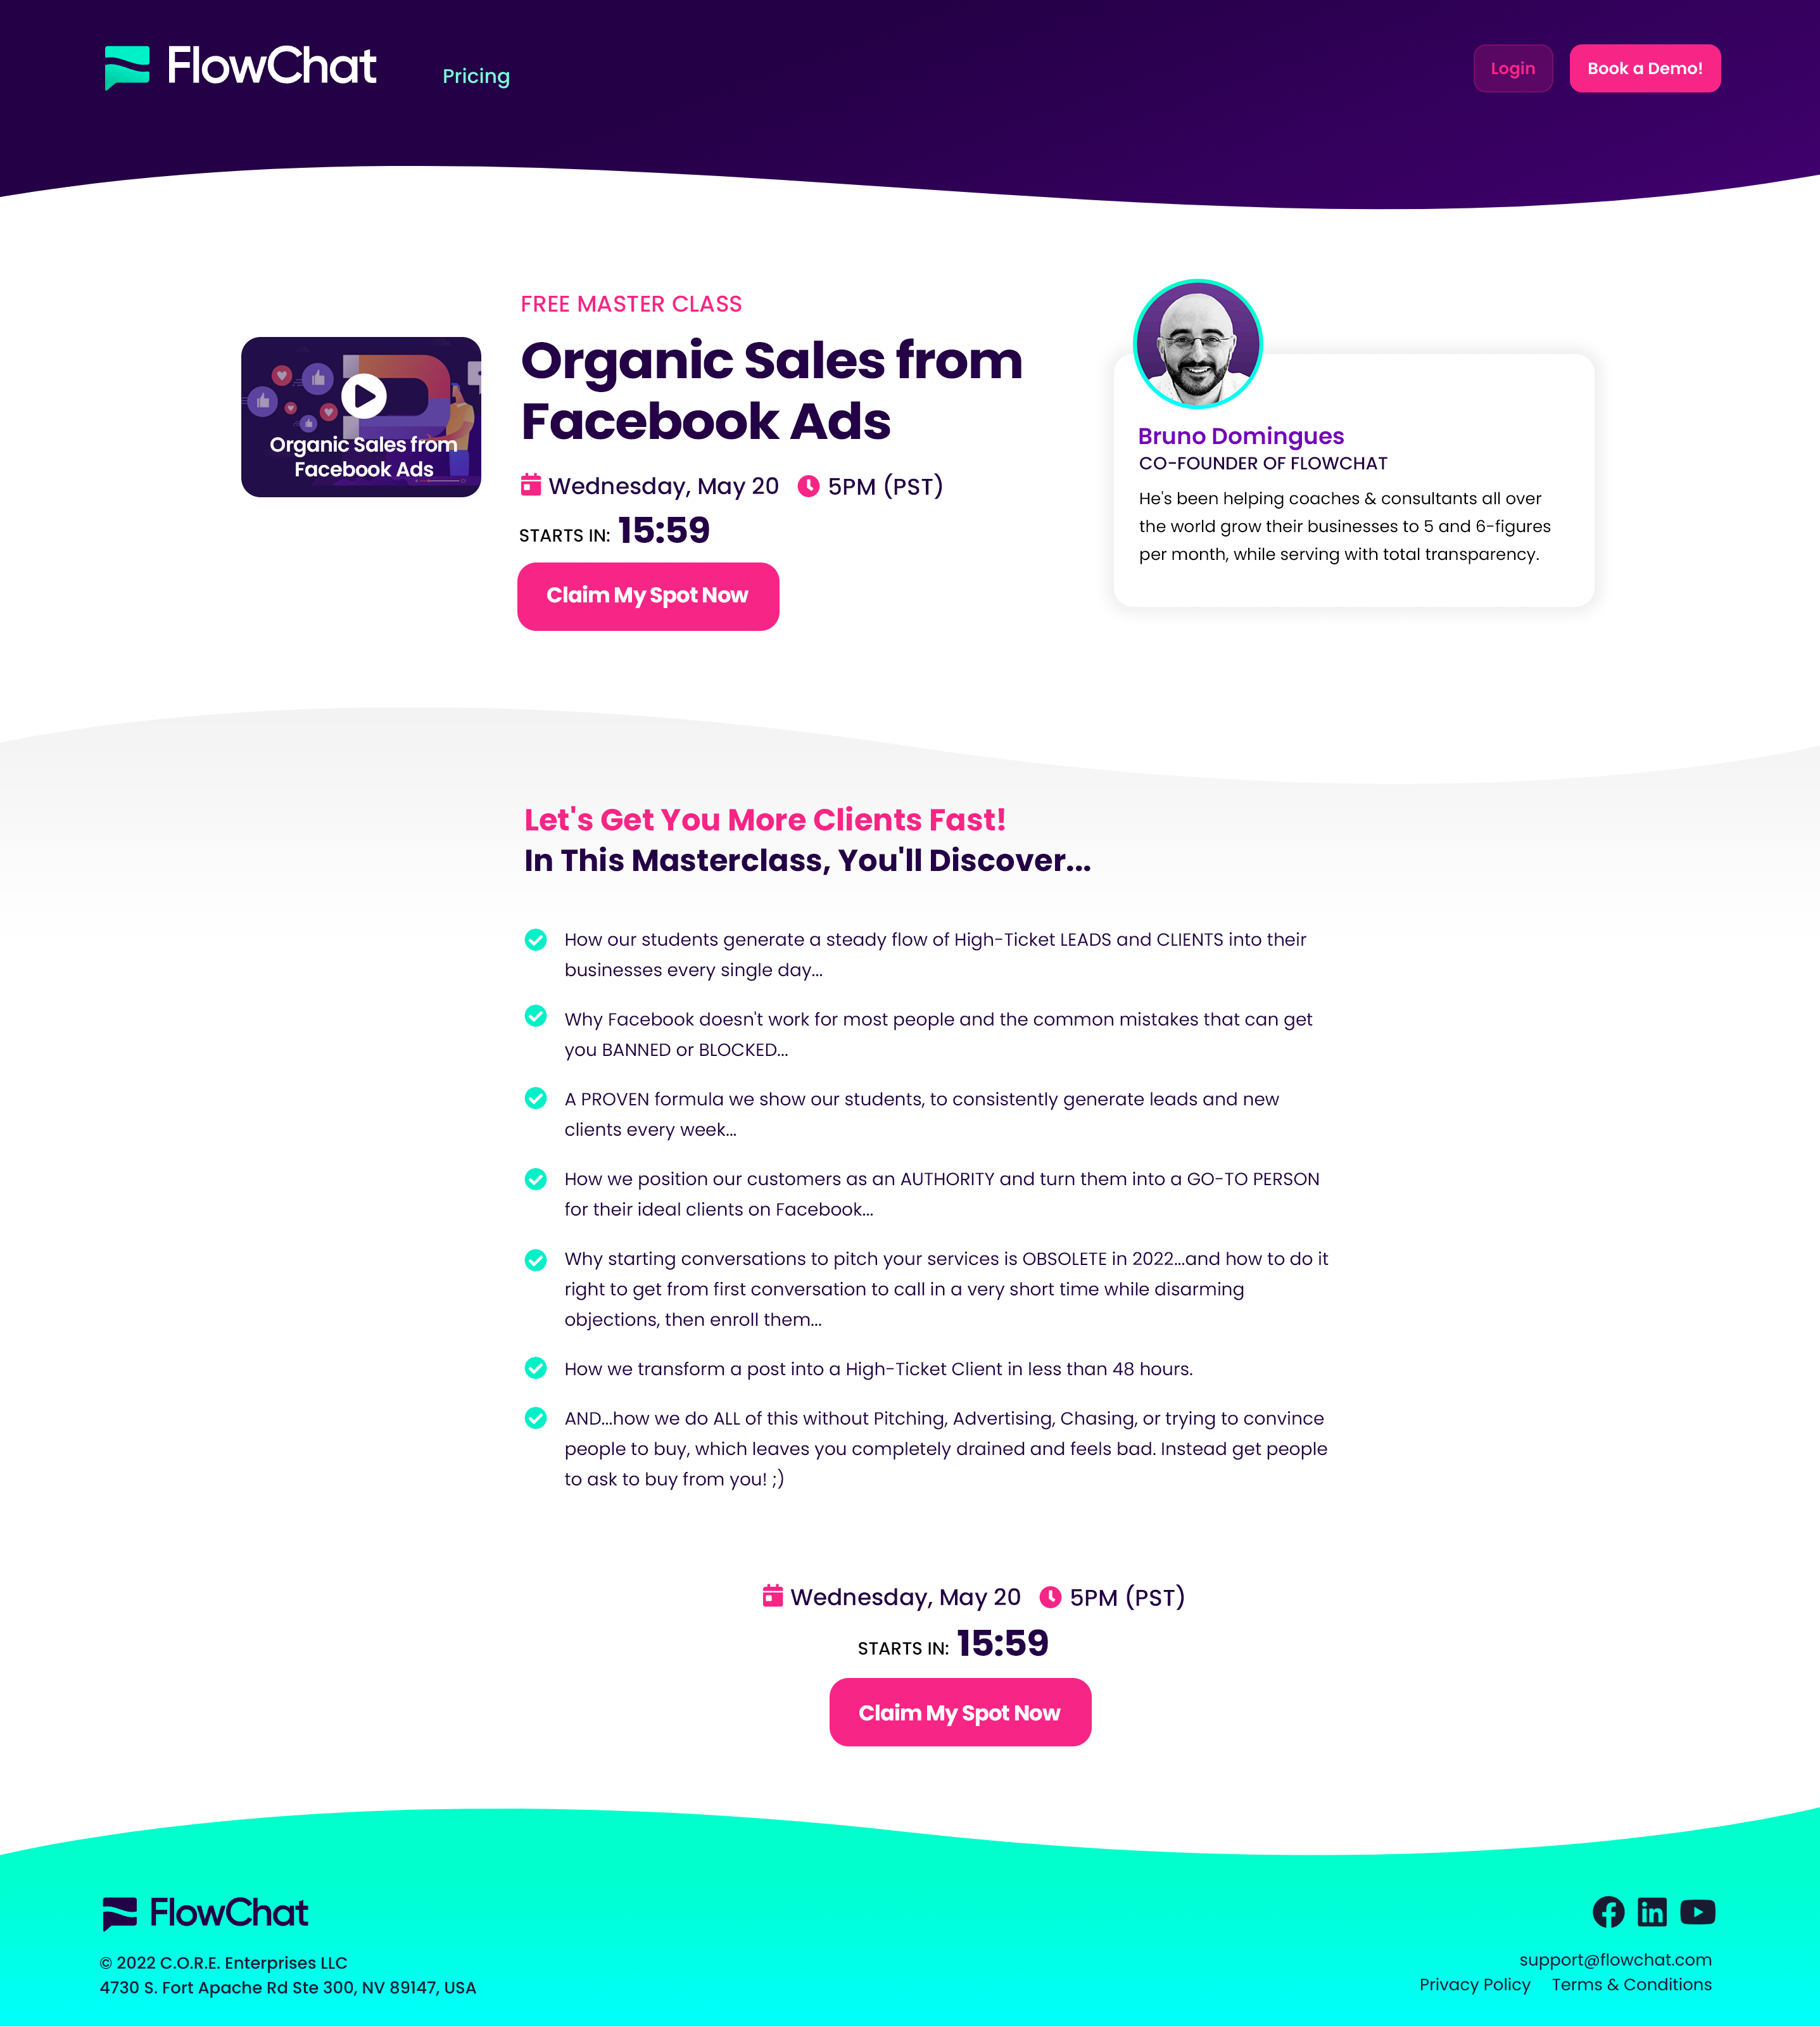 FlowChat
Pricing
Login
Book a Demo!
Organic Sales from
Facebook Ads
FREE MASTER CLASS
Organic Sales from
Facebook Ads
Wednesday, May 20
5PM (PST)
STARTS IN: 15:59
Claim My Spot Now
Bruno Domingues
CO-FOUNDER OF FLOWCHAT
He's been helping coaches & consultants all over
the world grow their businesses to 5 and 6-figures
per month, while serving with total transparency.
Let's Get You More Clients Fast!
In This Masterclass, You'll Discover...
How our students generate a steady flow of High-Ticket LEADS and CLIENTS into their
businesses every single day...
Why Facebook doesn't work for most people and the common mistakes that can get
you BANNED or BLOCKED...
A PROVEN formula we show our students, to consistently generate leads and new
clients every week...
How we position our customers as an AUTHORITY and turn them into a GO-TO PERSON
for their ideal clients on Facebook...
Why starting conversations to pitch your services is OBSOLETE in 2022...and how to do it
right to get from first conversation to call in a very short time while disarming
objections, then enroll them...
How we transform a post into a High-Ticket Client in less than 48 hours.
AND...how we do ALL of this without Pitching, Advertising, Chasing, or trying to convince
people to buy, which leaves you completely drained and feels bad. Instead get people
to ask to buy from you! ;)
Wednesday, May 20
5PM (PST)
STARTS IN: 15:59
Claim My Spot Now
FlowChat
© 2022 C.O.R.E. Enterprises LLC
4730 S. Fort Apache Rd Ste 300, NV 89147, USA
support@flowchat.com
Privacy Policy
Terms & Conditions